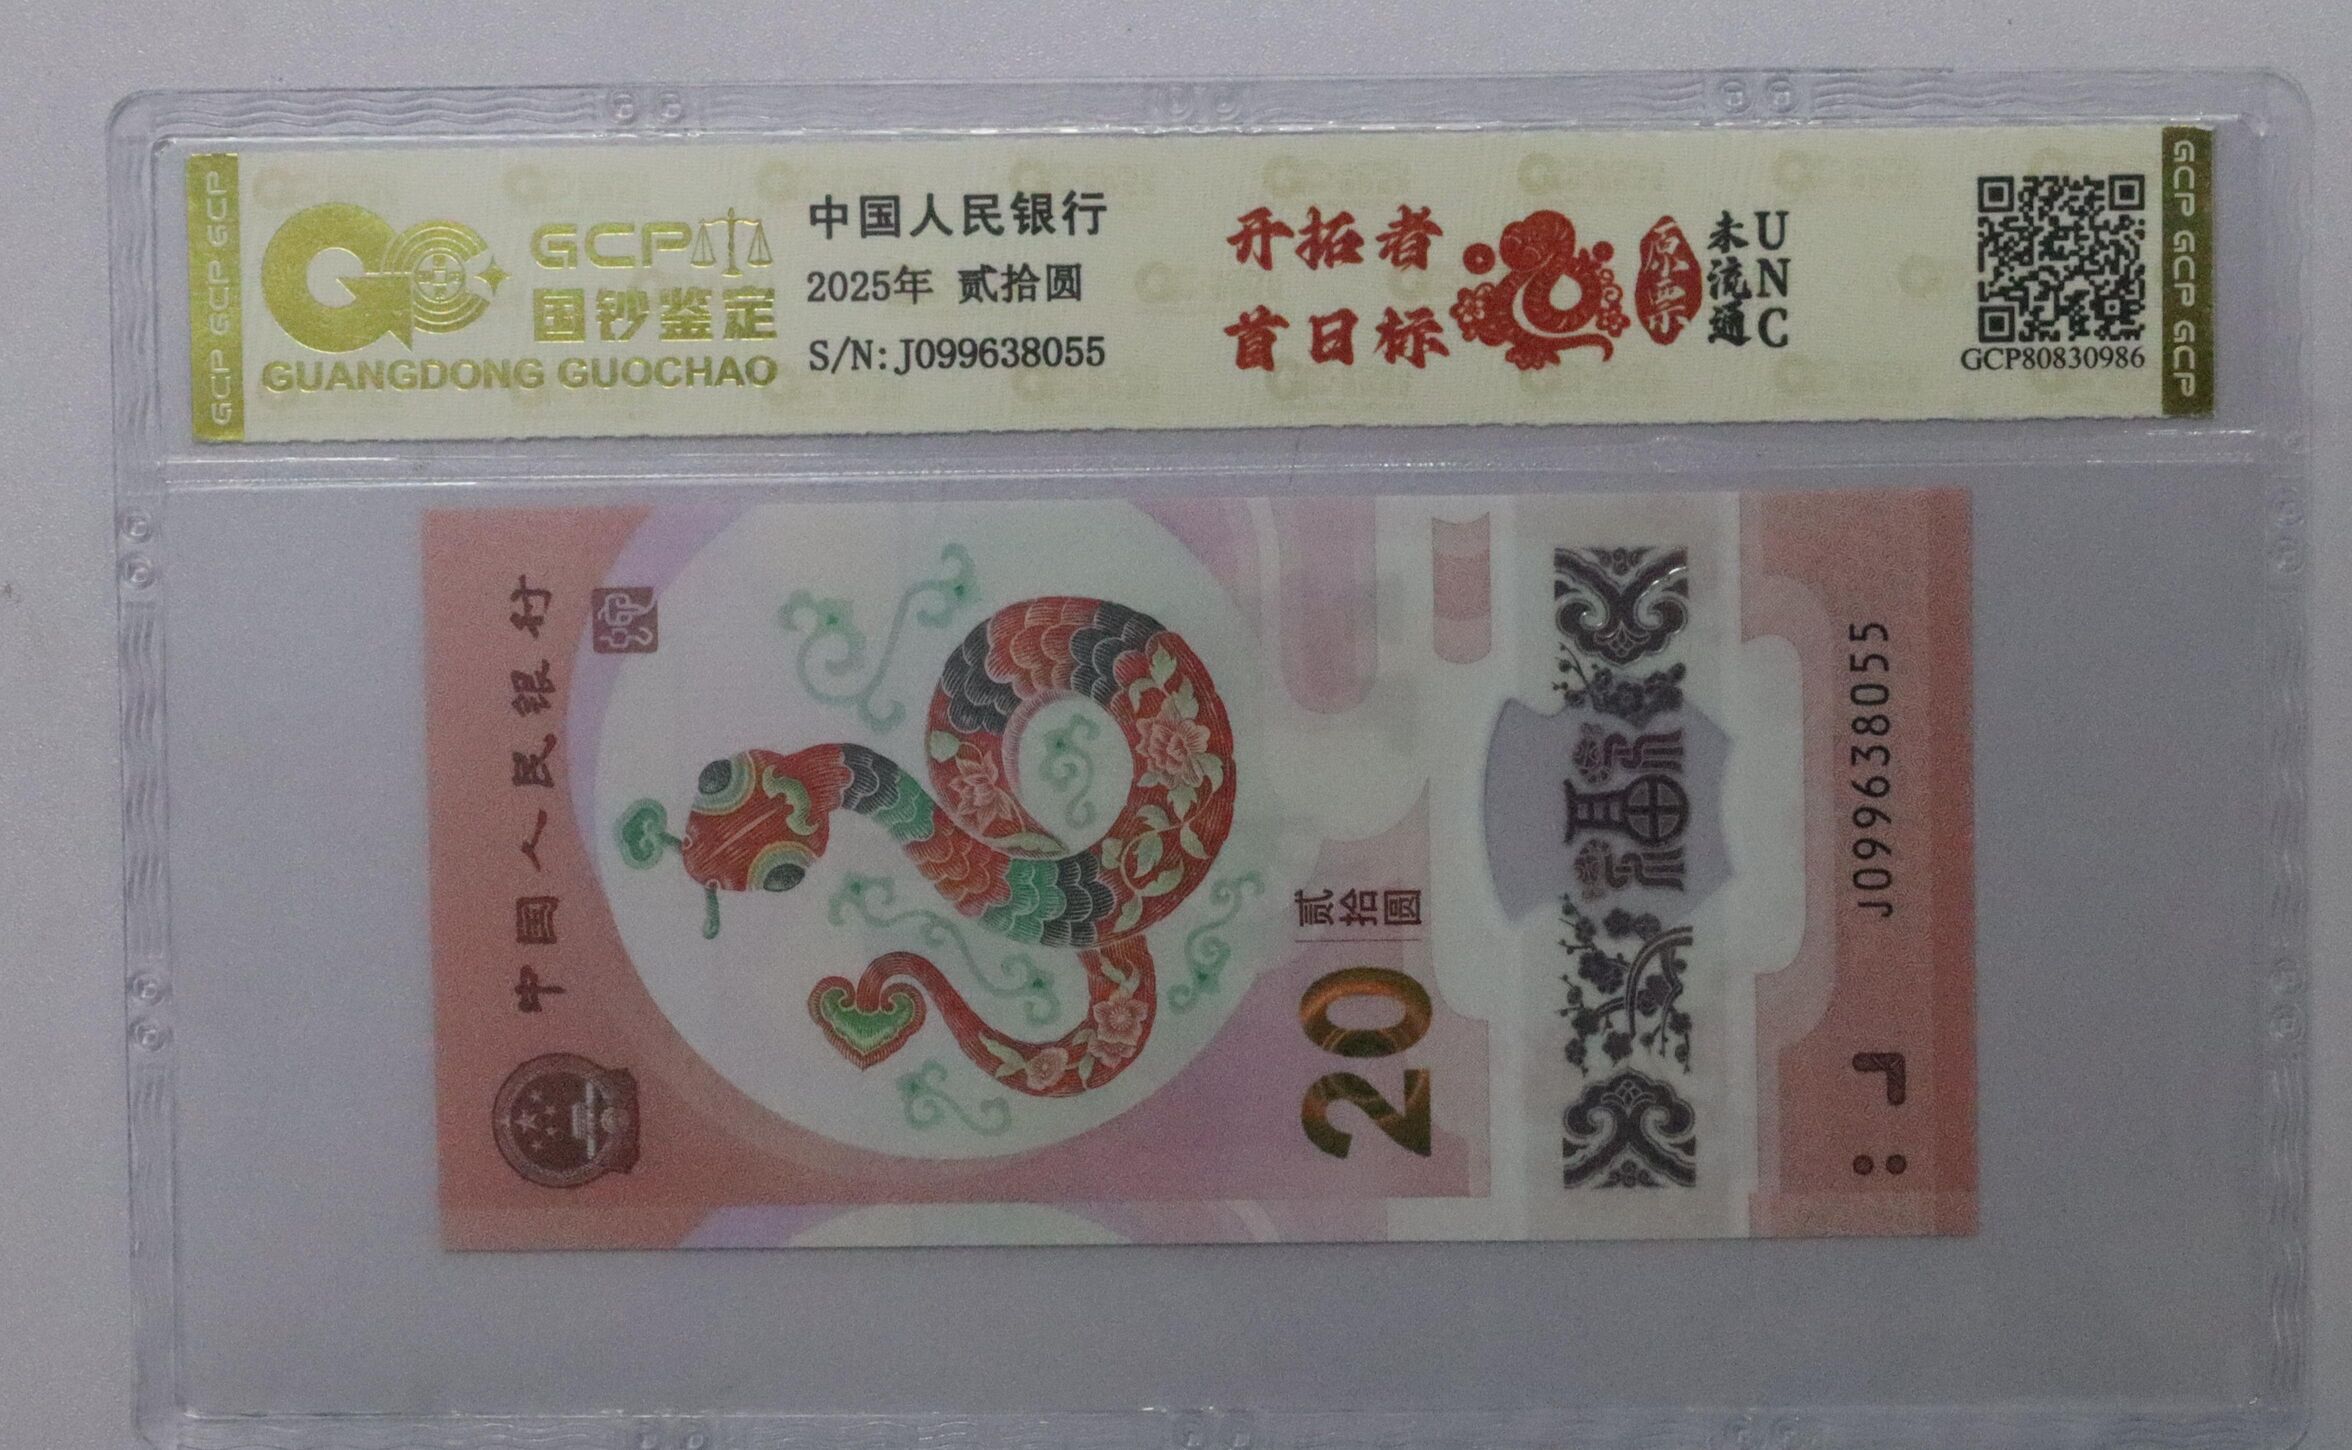 GCP GCP GCP
GCP
国钞鉴定
GUANGDONG GUOCHAO
中国人民银行
2025年 贰拾圆
S/N:J099638055
开拓者
首日标
原票
未流通
UNC
GCP80830986
GCP GCP GCP
中国人民银行
贰拾圆
20
福
J099638055